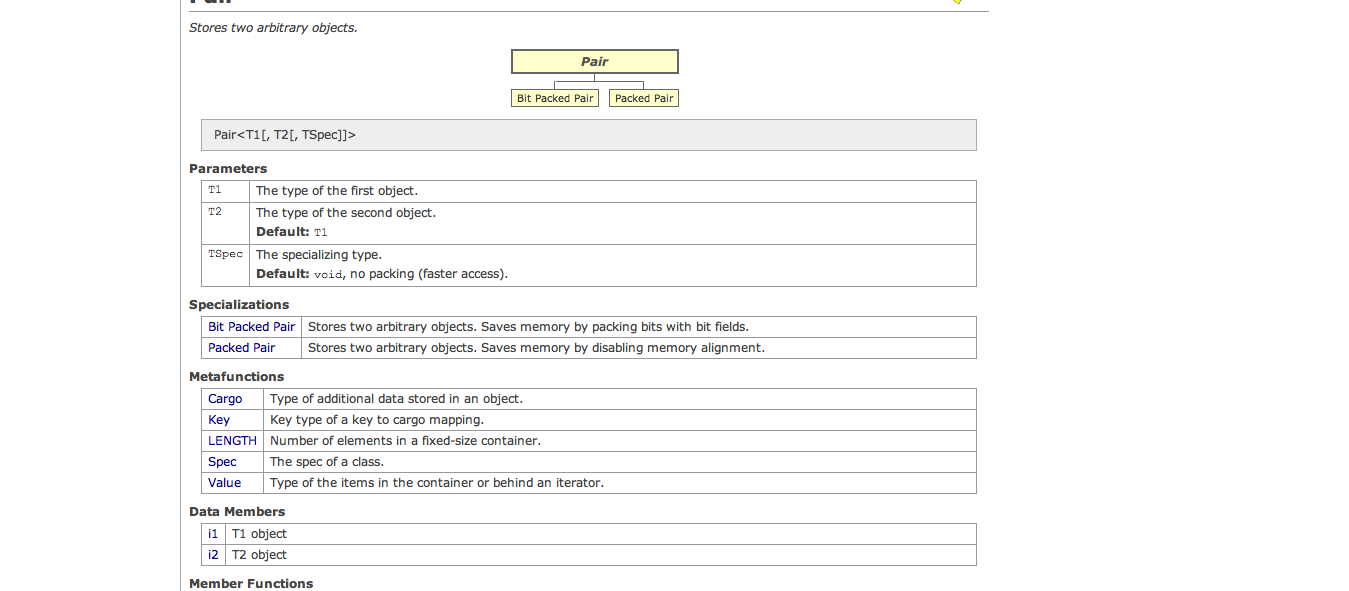 Pair
Stores two arbitrary objects.
Pair
Bit Packed Pair Packed Pair
Pair<T1[, T2[, TSpec]]>
Parameters
T1 The type of the first object.
T2 The type of the second object.
Default: T1
TSpec The specializing type.
Default: void, no packing (faster access).
Specializations
Bit Packed Pair Stores two arbitrary objects. Saves memory by packing bits with bit fields.
Packed Pair Stores two arbitrary objects. Saves memory by disabling memory alignment.
Metafunctions
Cargo Type of additional data stored in an object.
Key Key type of a key to cargo mapping.
LENGTH Number of elements in a fixed-size container.
Spec The spec of a class.
Value Type of the items in the container or behind an iterator.
Data Members
i1 T1 object
i2 T2 object
Member Functions